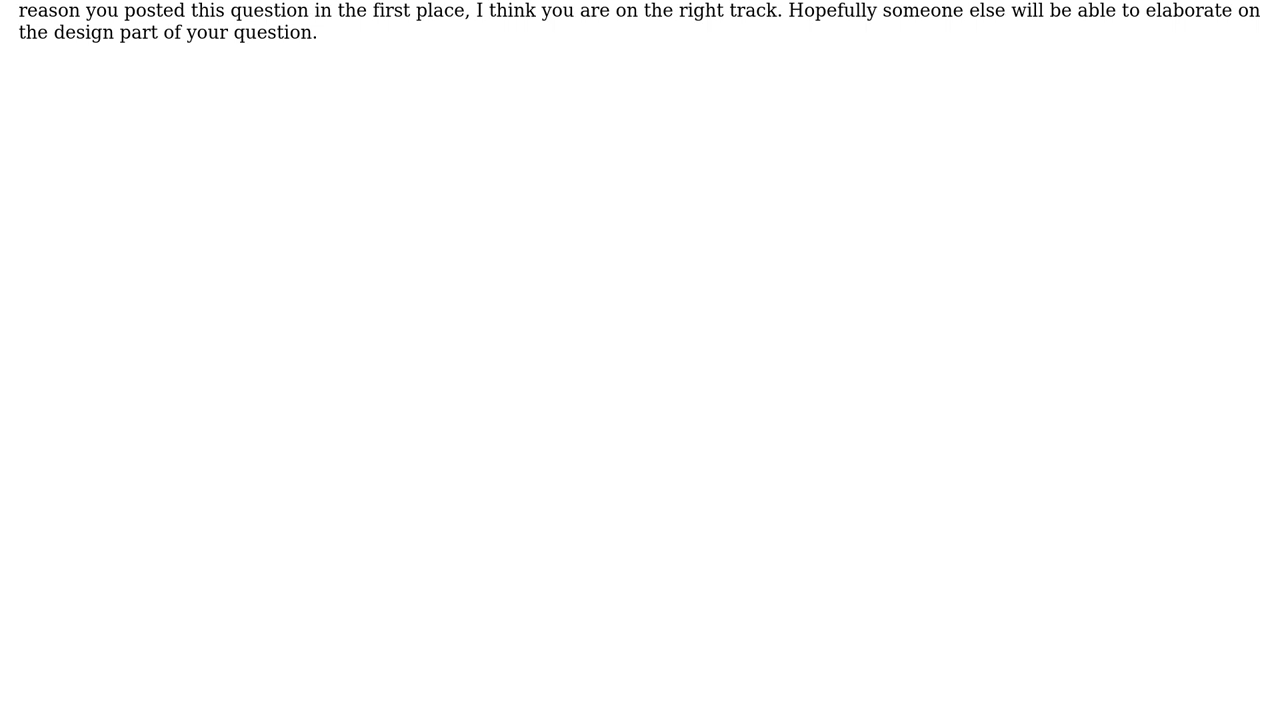 reason you posted this question in the first place, I think you are on the right track. Hopefully someone else will be able to elaborate on
the design part of your question.